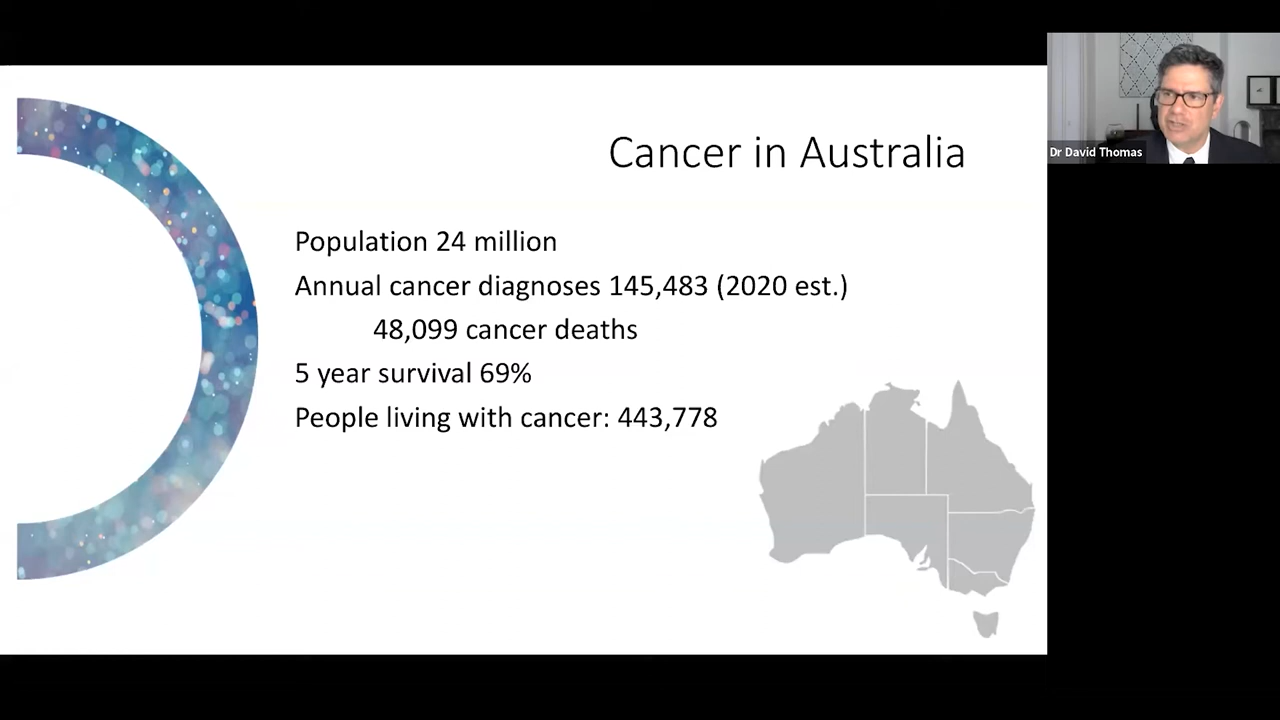 Cancer in Australia
Population 24 million
Annual cancer diagnoses 145,483 (2020 est.)
48,099 cancer deaths
5 year survival 69%
People living with cancer: 443,778
Dr David Thomas